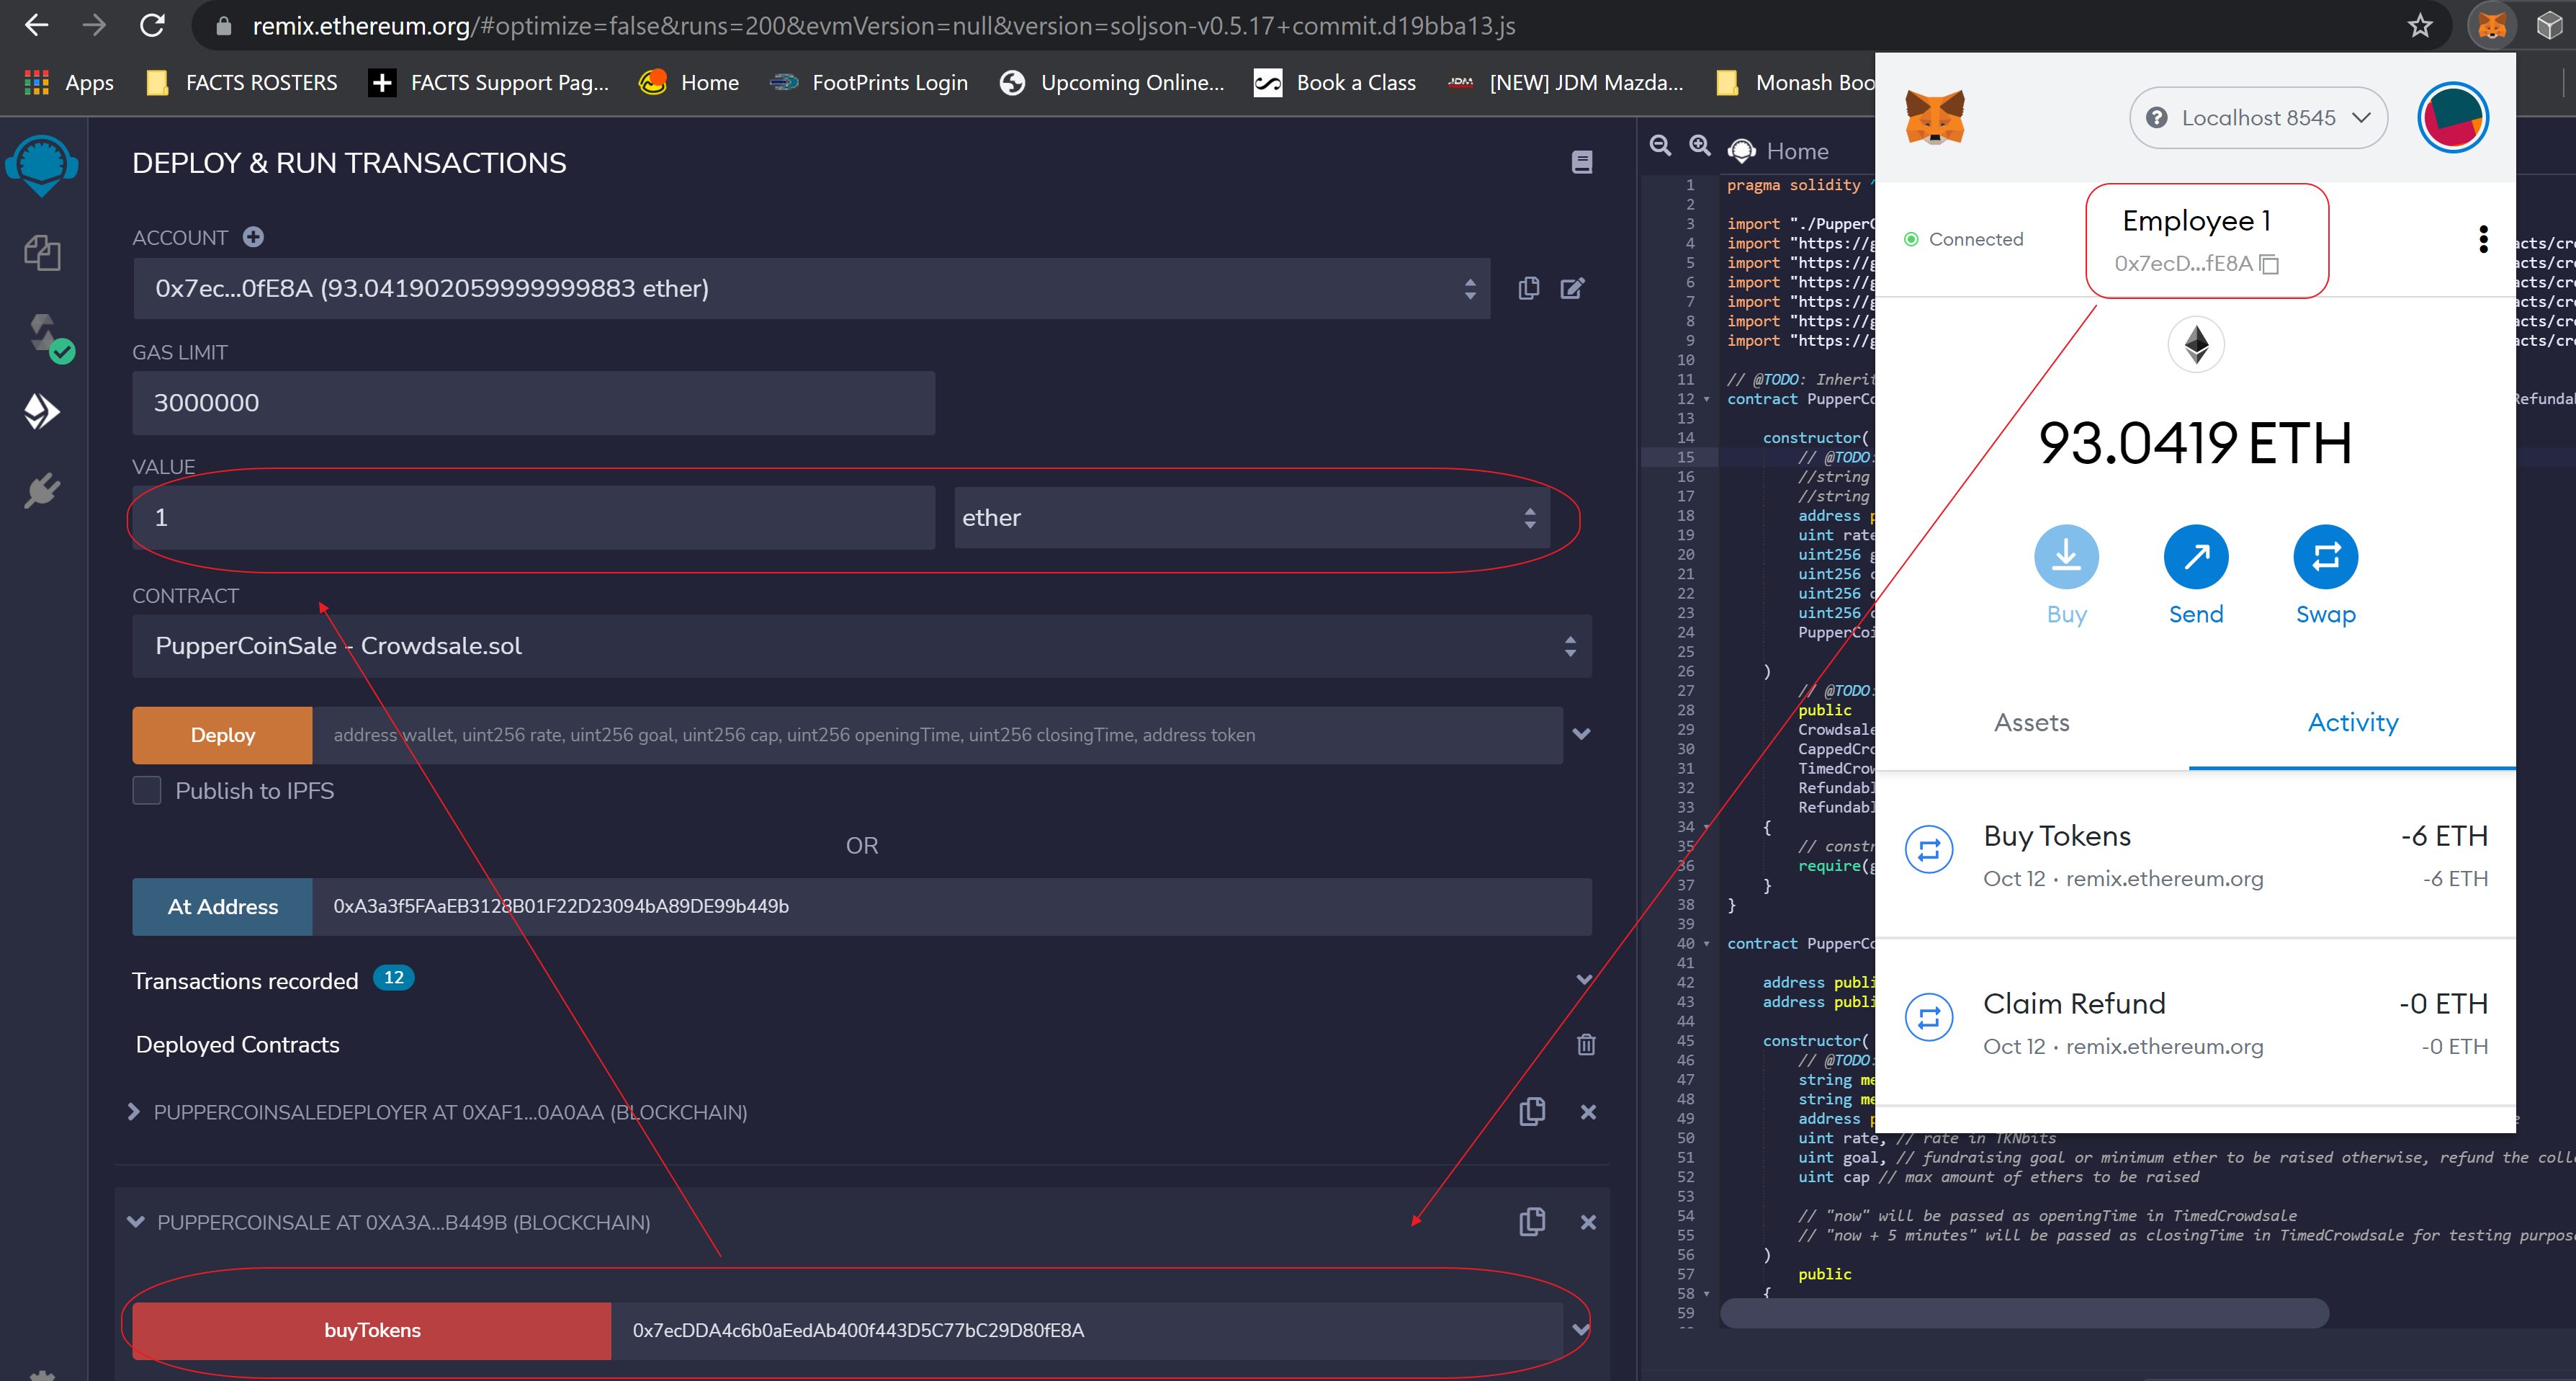 remix.ethereum.org/#optimize=false&runs=200&evmVersion=null&version=soljson-v0.5.17+commit.d19bba13.js
Apps FACTS ROSTERS FACTS Support Pag... Home FootPrints Login Upcoming Online... Book a Class [NEW] JDM Mazda... Monash Boo
DEPLOY & RUN TRANSACTIONS
ACCOUNT
0x7ec...0fE8A (93.041902059999999883 ether)
GAS LIMIT
3000000
VALUE
1 ether
CONTRACT
PupperCoinSale - Crowdsale.sol
Deploy address wallet, uint256 rate, uint256 goal, uint256 cap, uint256 openingTime, uint256 closingTime, address token
Publish to IPFS
OR
At Address 0xA3a3f5FAaEB3128B01F22D23094bA89DE99b449b
Transactions recorded 12
Deployed Contracts
PUPPERCOINSALEDEPLOYER AT 0XAF1...0A0AA (BLOCKCHAIN)
PUPPERCOINSALE AT 0XA3A...B449B (BLOCKCHAIN)
buyTokens 0x7ecDDA4c6b0aEedAb400f443D5C77bC29D80fE8A
Home
1 pragma solidity ^
2
3 import "./PupperC
4 import "https://g acts/cr
5 import "https://g acts/cr
6 import "https://g acts/cr
7 import "https://g acts/cr
8 import "https://g acts/cr
9 import "https://g acts/cr
10
11 // @TODO: Inherit
12 contract PupperCo Refundal
13
14 constructor(
15 // @TODO:
16 //string
17 //string
18 address p
19 uint rate
20 uint256 g
21 uint256 c
22 uint256 o
23 uint256 c
24 PupperCoi
25
26 )
27 // @TODO:
28 public
29 Crowdsale
30 CappedCro
31 TimedCrow
32 Refundabl
33 Refundabl
34 {
35 // constr
36 require(g
37 }
38 }
39
40 contract PupperCo
41
42 address publi
43 address publi
44
45 constructor(
46 // @TODO:
47 string me
48 string me
49 address p
50 uint rate, // rate in TKNbits
51 uint goal, // fundraising goal or minimum ether to be raised otherwise, refund the coll
52 uint cap // max amount of ethers to be raised
53
54 // "now" will be passed as openingTime in TimedCrowdsale
55 // "now + 5 minutes" will be passed as closingTime in TimedCrowdsale for testing purpos
56 )
57 public
58 {
59
Localhost 8545
Connected
Employee 1
0x7ecD...fE8A
93.0419 ETH
Buy Send Swap
Assets Activity
Buy Tokens -6 ETH
Oct 12 · remix.ethereum.org -6 ETH
Claim Refund -0 ETH
Oct 12 · remix.ethereum.org -0 ETH